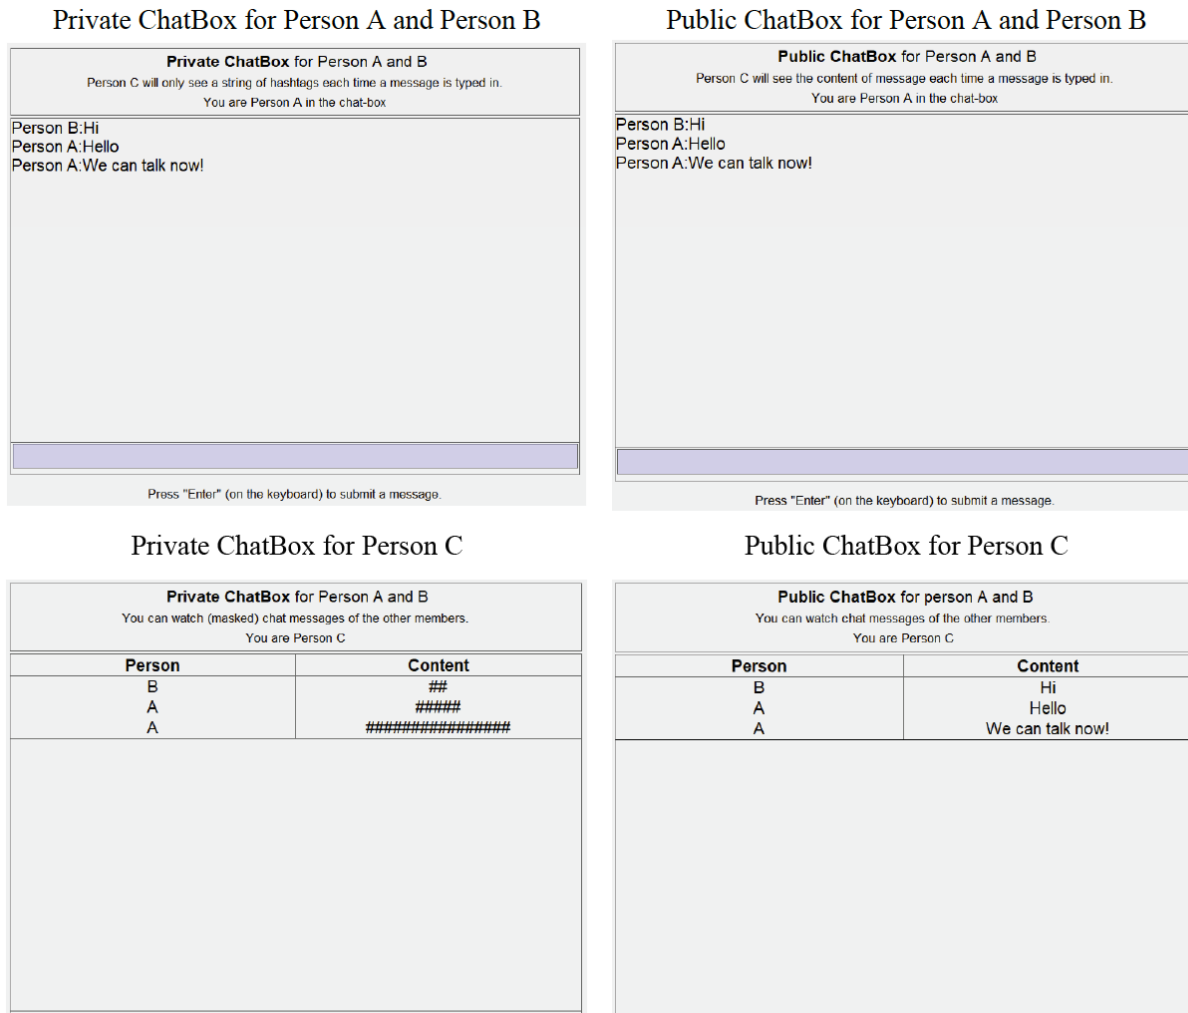 Private ChatBox for Person A and Person B
Private ChatBox for Person A and B
Person C will only see a string of hashtags each time a message is typed in.
You are Person A in the chat-box
Person B:Hi
Person A:Hello
Person A:We can talk now!
Press "Enter" (on the keyboard) to submit a message.
Public ChatBox for Person A and Person B
Public ChatBox for Person A and B
Person C will see the content of message each time a message is typed in.
You are Person A in the chat-box
Person B:Hi
Person A:Hello
Person A:We can talk now!
Press "Enter" (on the keyboard) to submit a message.
Private ChatBox for Person C
Private ChatBox for Person A and B
You can watch (masked) chat messages of the other members.
You are Person C
Person Content
B ##
A #####
A ################
Public ChatBox for Person C
Public ChatBox for person A and B
You can watch chat messages of the other members.
You are Person C
Person Content
B Hi
A Hello
A We can talk now!